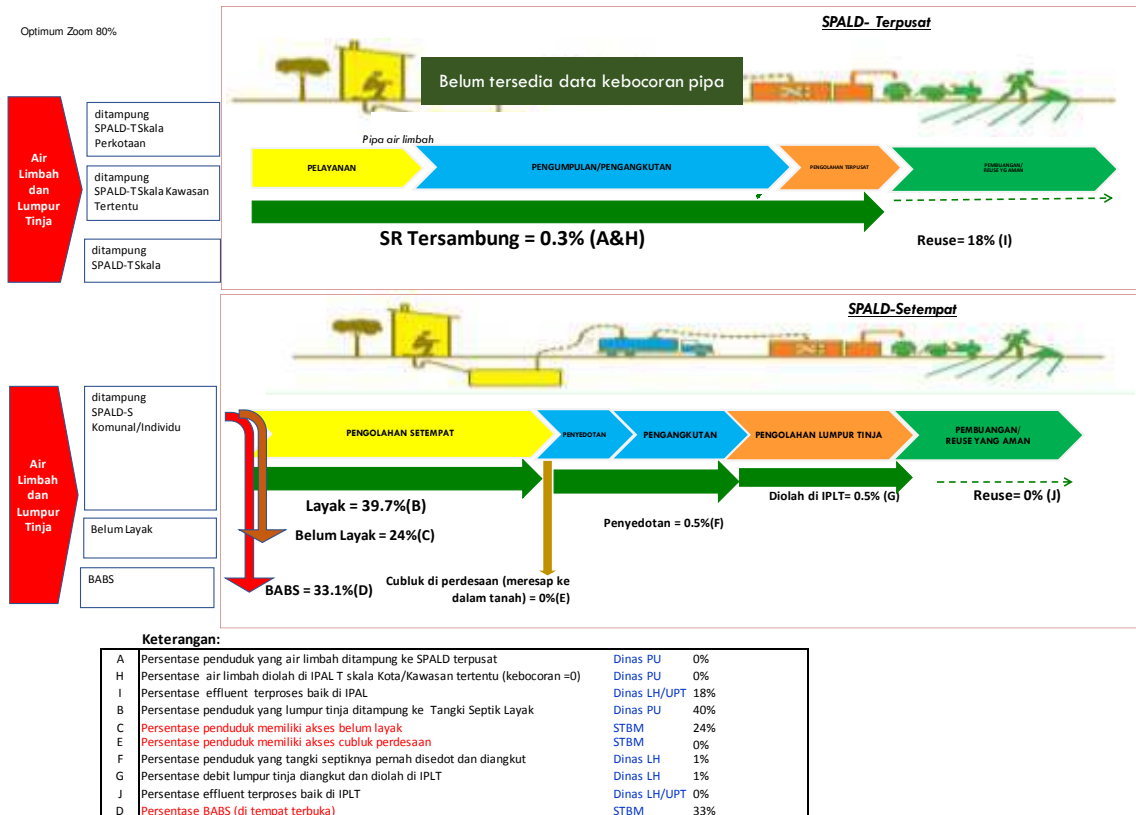 Optimum Zoom 80%
SPALD- Terpusat
Belum tersedia data kebocoran pipa
Air
Limbah
dan
Lumpur
Tinja
ditampung
SPALD-T Skala
Perkotaan
ditampung
SPALD-T Skala Kawasan
Tertentu
ditampung
SPALD-T Skala
Pipa air limbah
PELAYANAN
PENGUMPULAN/PENGANGKUTAN
PENGOLAHAN TERPUSAT
PEMBUANGAN/
REUSE YG AMAN
SR Tersambung = 0.3% (A&H)
Reuse= 18% (I)
SPALD-Setempat
Air
Limbah
dan
Lumpur
Tinja
ditampung
SPALD-S
Komunal/Individu
Belum Layak
BABS
PENGOLAHAN SETEMPAT
PENYEDOTAN
PENGANGKUTAN
PENGOLAHAN LUMPUR TINJA
PEMBUANGAN/
REUSE YANG AMAN
Layak = 39.7%(B)
Belum Layak = 24%(C)
BABS = 33.1%(D)
Cubluk di perdesaan (meresap ke
dalam tanah) = 0%(E)
Penyedotan = 0.5%(F)
Diolah di IPLT= 0.5% (G)
Reuse= 0% (J)
Keterangan:
A Persentase penduduk yang air limbah ditampung ke SPALD terpusat Dinas PU 0%
H Persentase air limbah diolah di IPAL T skala Kota/Kawasan tertentu (kebocoran =0) Dinas PU 0%
I Persentase effluent terproses baik di IPAL Dinas LH/UPT 18%
B Persentase penduduk yang lumpur tinja ditampung ke Tangki Septik Layak Dinas PU 40%
C Persentase penduduk memiliki akses belum layak STBM 24%
E Persentase penduduk memiliki akses cubluk perdesaan STBM 0%
F Persentase penduduk yang tangki septiknya pernah disedot dan diangkut Dinas LH 1%
G Persentase debit lumpur tinja diangkut dan diolah di IPLT Dinas LH 1%
J Persentase effluent terproses baik di IPLT Dinas LH/UPT 0%
D Persentase BABS (di tempat terbuka) STBM 33%